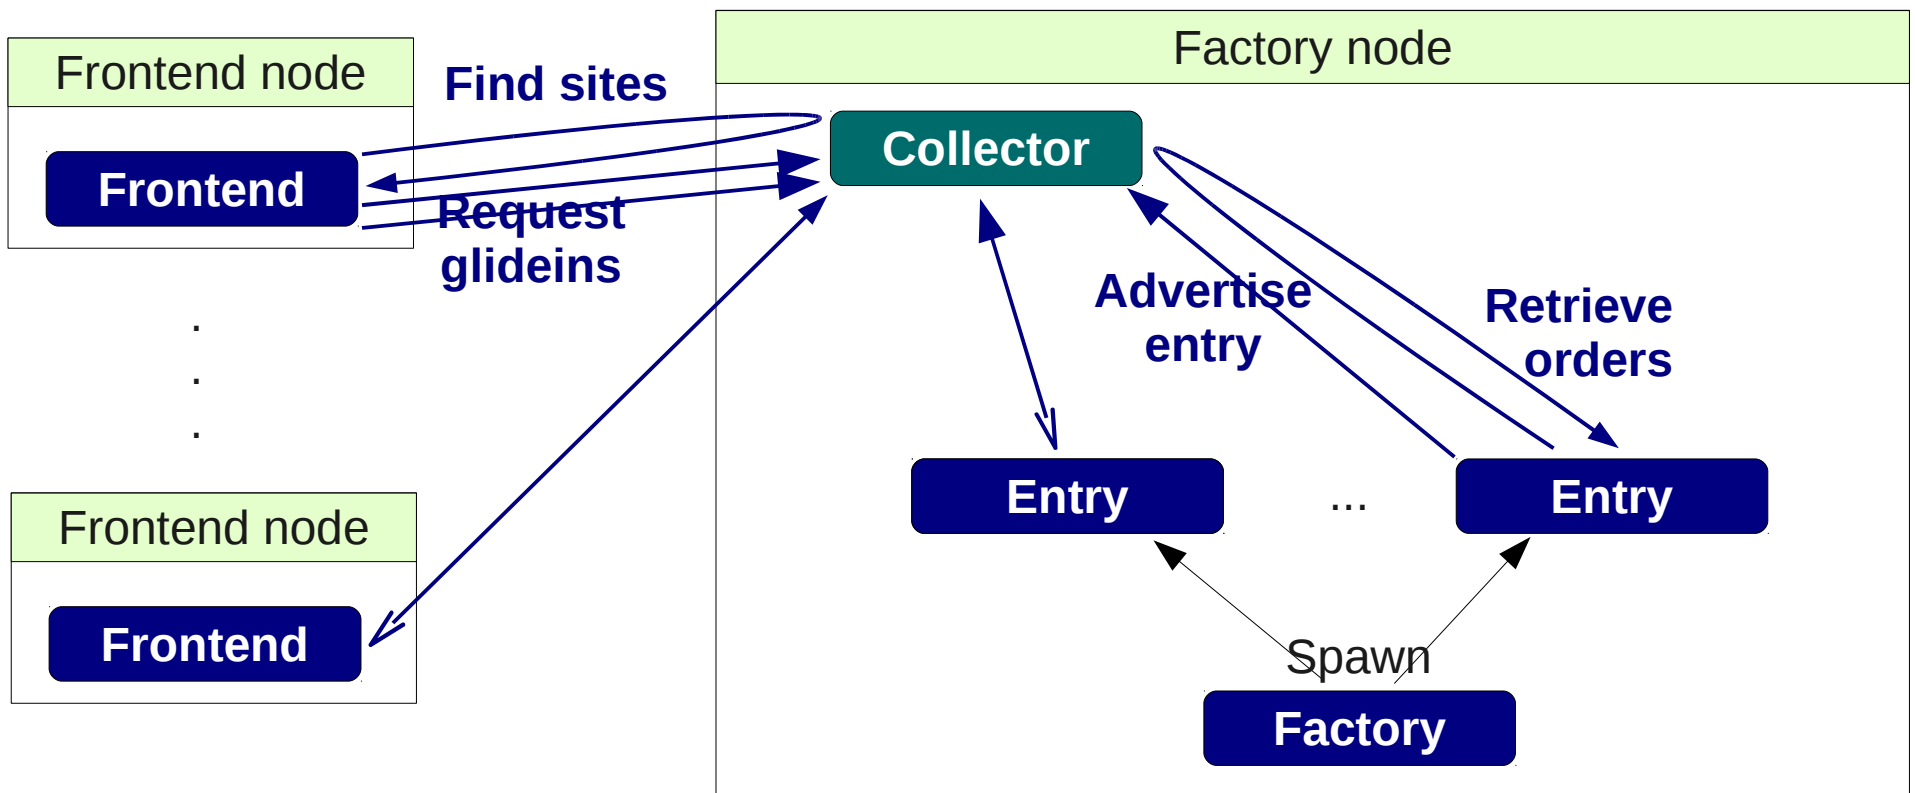 Factory node
Frontend node
Find sites
Collector
Frontend
Request
glideins
Advertise
entry
Retrieve
orders
.
.
.
Entry
...
Entry
Frontend node
Frontend
Spawn
Factory